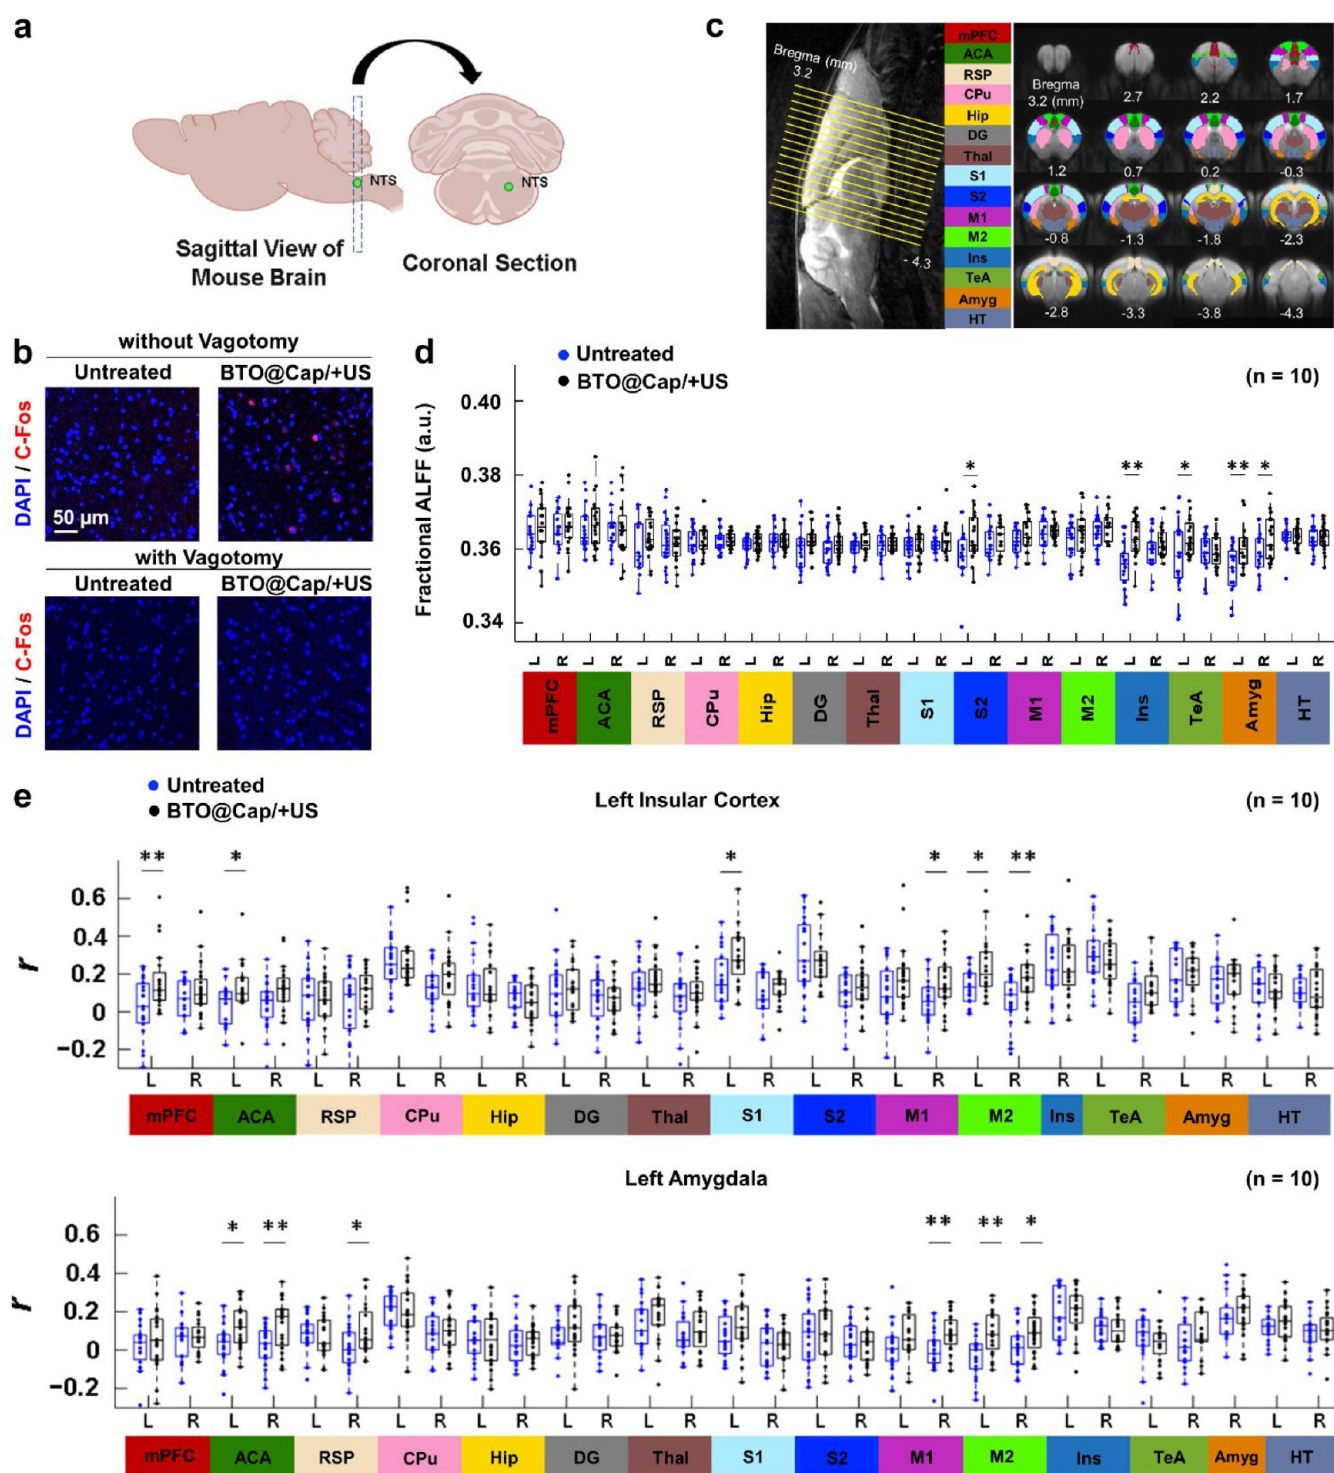 a
NTS
NTS
Sagittal View of
Mouse Brain
Coronal Section
b
without Vagotomy
Untreated
BTO@Cap/+US
DAPI / C-Fos
50 μm
with Vagotomy
Untreated
BTO@Cap/+US
DAPI / C-Fos
c
Bregma (mm)
3.2
- 4.3
mPFC
ACA
RSP
CPu
Hip
DG
Thal
S1
S2
M1
M2
Ins
TeA
Amyg
HT
Bregma
3.2 (mm)
2.7
2.2
1.7
1.2
0.7
0.2
-0.3
-0.8
-1.3
-1.8
-2.3
-2.8
-3.3
-3.8
-4.3
d
Untreated
BTO@Cap/+US
(n = 10)
Fractional ALFF (a.u.)
0.40
0.38
0.36
0.34
* ** * ** *
L R L R L R L R L R L R L R L R L R L R L R L R L R L R L R
mPFC ACA RSP CPu Hip DG Thal S1 S2 M1 M2 Ins TeA Amyg HT
e
Untreated
BTO@Cap/+US
Left Insular Cortex
(n = 10)
** * * * * **
r
0.6
0.4
0.2
0
−0.2
L R L R L R L R L R L R L R L R L R L R L R R L R L R L R
mPFC ACA RSP CPu Hip DG Thal S1 S2 M1 M2 Ins TeA Amyg HT
Left Amygdala
(n = 10)
* ** * ** ** *
r
0.6
0.4
0.2
0
−0.2
L R L R L R L R L R L R L R L R L R L R L R L R L R R L R
mPFC ACA RSP CPu Hip DG Thal S1 S2 M1 M2 Ins TeA Amyg HT